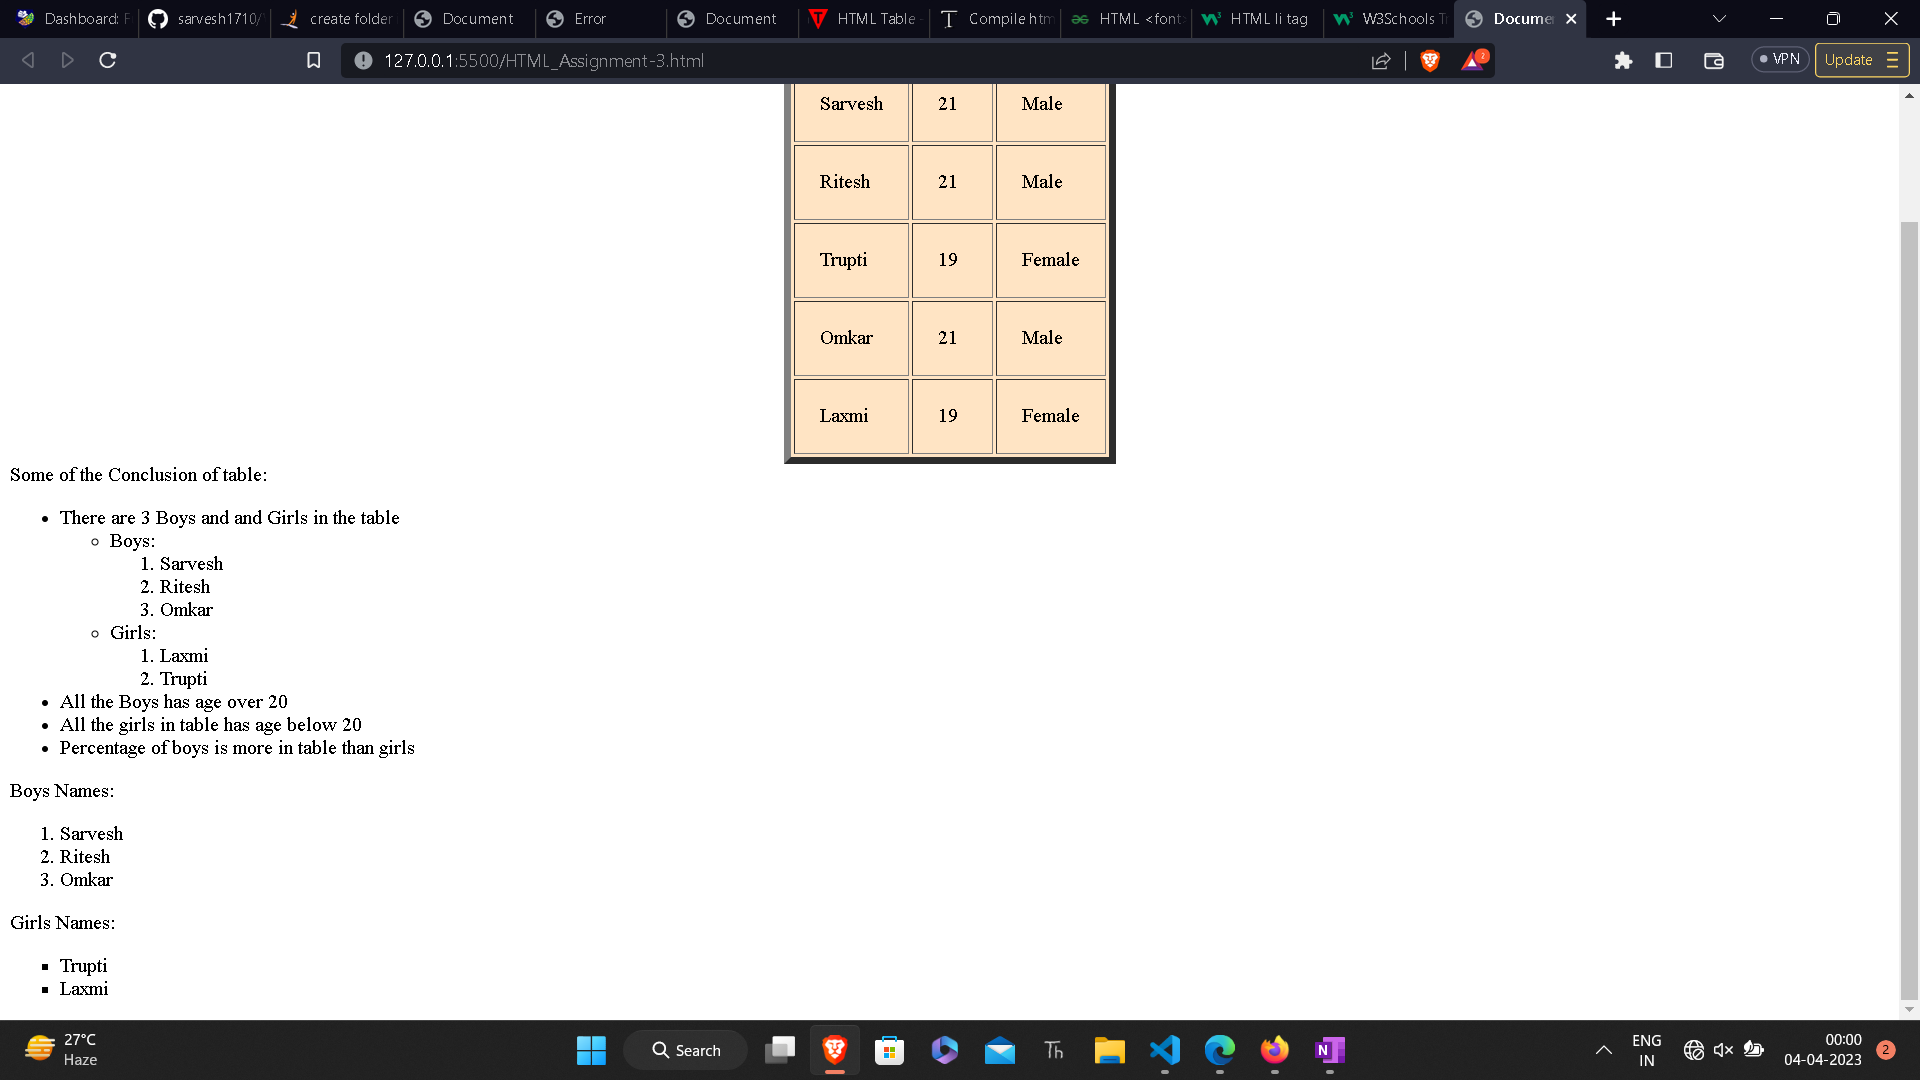 Dashboard: F
sarvesh1710/
create folder
Document
Error
Document
HTML Table -
Compile htm
HTML <font
HTML li tag
W3Schools Tr
Docume
127.0.0.1:5500/HTML_Assignment-3.html
2
VPN
Update
Sarvesh 21 Male
Ritesh 21 Male
Trupti 19 Female
Omkar 21 Male
Laxmi 19 Female
Some of the Conclusion of table:
• There are 3 Boys and and Girls in the table
○ Boys:
1. Sarvesh
2. Ritesh
3. Omkar
○ Girls:
1. Laxmi
2. Trupti
• All the Boys has age over 20
• All the girls in table has age below 20
• Percentage of boys is more in table than girls
Boys Names:
1. Sarvesh
2. Ritesh
3. Omkar
Girls Names:
▪ Trupti
▪ Laxmi
27°C
Haze
Search
Th
N
ENG
IN
00:00
04-04-2023
2